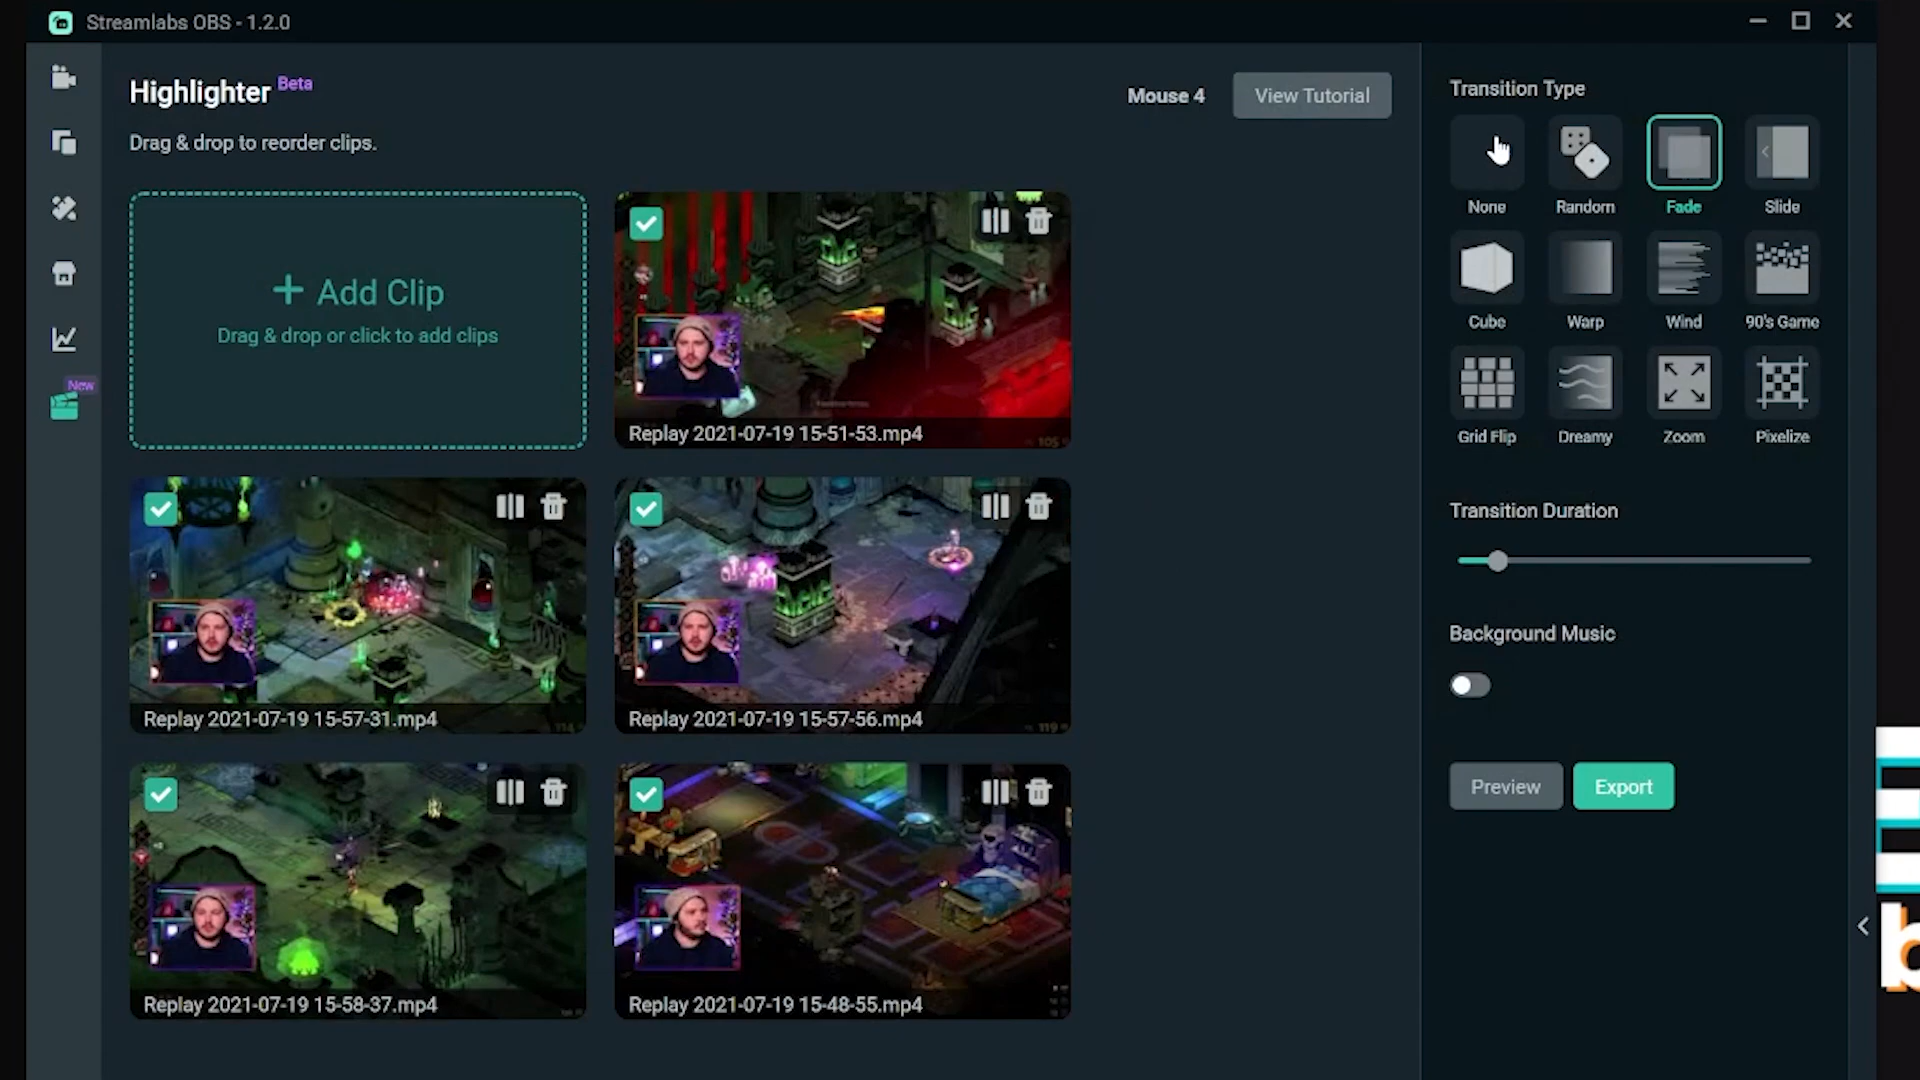 Streamlabs OBS - 1.2.0
Highlighter Beta
Mouse 4
View Tutorial
Drag & drop to reorder clips.
New
+ Add Clip
Drag & drop or click to add clips
Replay 2021-07-19 15-51-53.mp4
105
Replay 2021-07-19 15-57-31.mp4
114
Replay 2021-07-19 15-57-56.mp4
119
Replay 2021-07-19 15-58-37.mp4
Replay 2021-07-19 15-48-55.mp4
Transition Type
None
Random
Fade
Slide
Cube
Warp
Wind
90's Game
Grid Flip
Dreamy
Zoom
Pixelize
Transition Duration
Background Music
Preview
Export
b